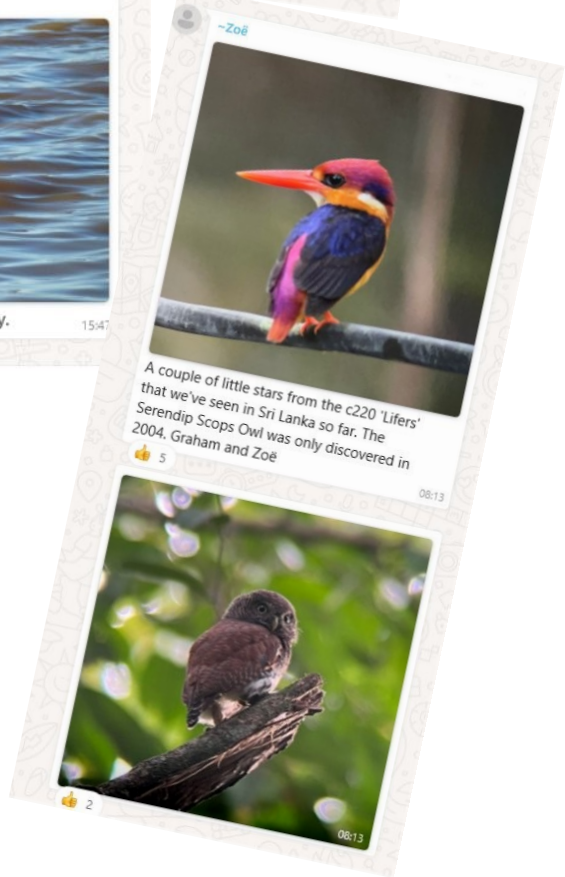 ~Zoë
y.
15:47
A couple of little stars from the c220 'Lifers'
that we've seen in Sri Lanka so far. The
Serendip Scops Owl was only discovered in
2004. Graham and Zoë
👍 5
08:13
08:13
👍 2